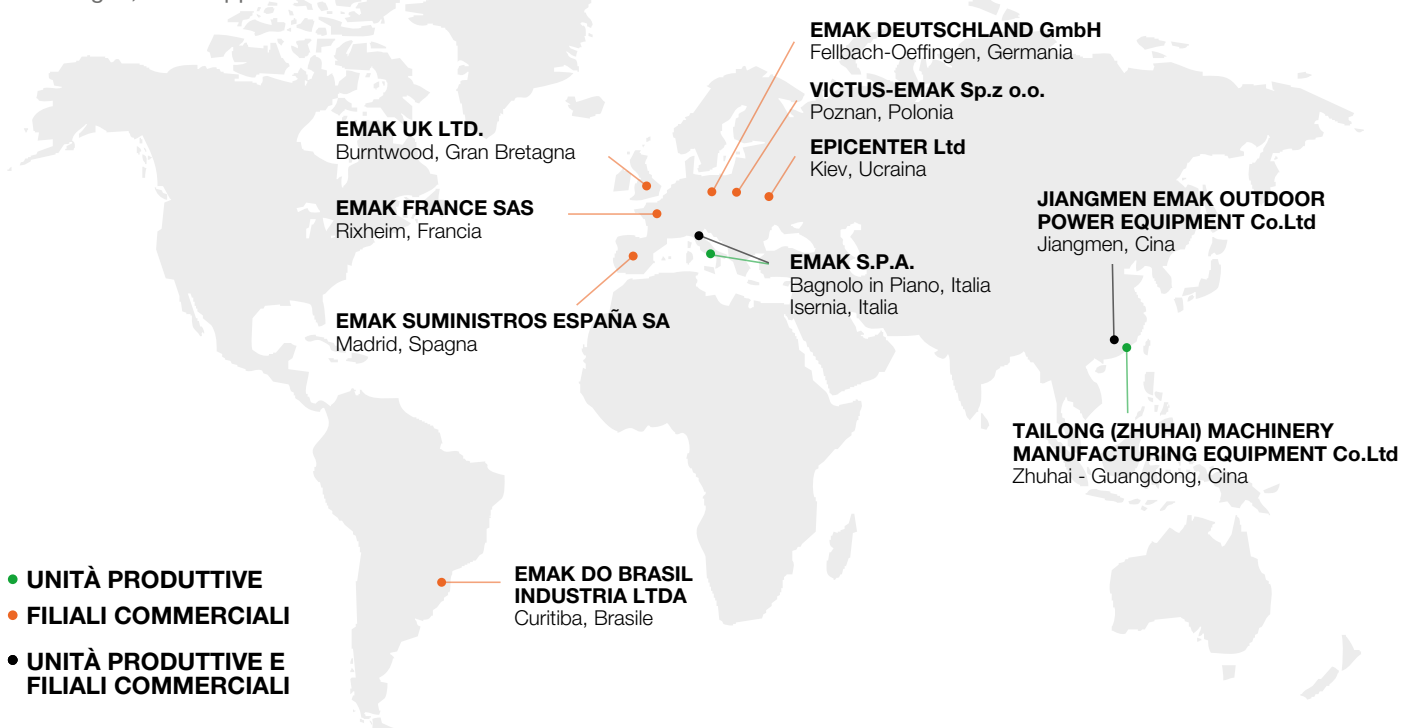 EMAK DEUTSCHLAND GmbH
Fellbach-Oeffingen, Germania
VICTUS-EMAK Sp.z o.o.
Poznan, Polonia
EMAK UK LTD.
Burntwood, Gran Bretagna
EPICENTER Ltd
Kiev, Ucraina
EMAK FRANCE SAS
Rixheim, Francia
JIANGMEN EMAK OUTDOOR
POWER EQUIPMENT Co.Ltd
Jiangmen, Cina
EMAK S.P.A.
Bagnolo in Piano, Italia
Isernia, Italia
EMAK SUMINISTROS ESPAÑA SA
Madrid, Spagna
TAILONG (ZHUHAI) MACHINERY
MANUFACTURING EQUIPMENT Co.Ltd
Zhuhai - Guangdong, Cina
EMAK DO BRASIL
INDUSTRIA LTDA
Curitiba, Brasile
UNITÀ PRODUTTIVE
FILIALI COMMERCIALI
UNITÀ PRODUTTIVE E
FILIALI COMMERCIALI